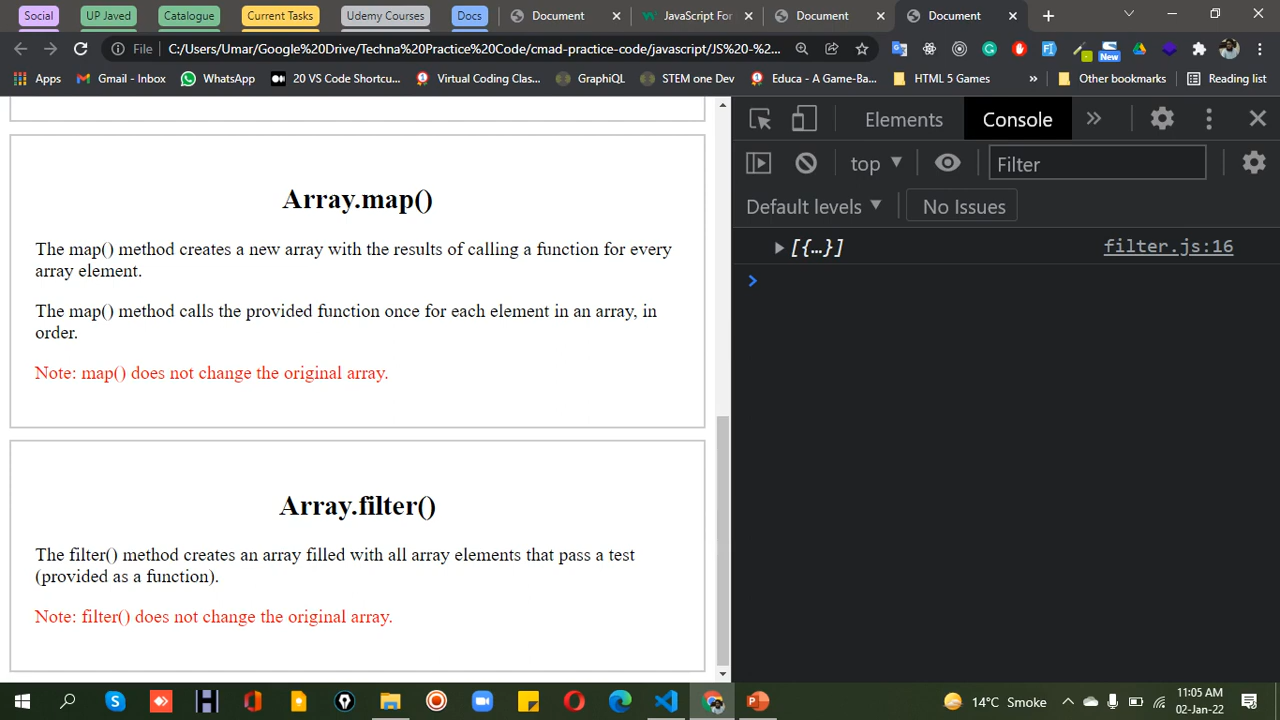 Social UP Javed Catalogue Current Tasks Udemy Courses Docs Document JavaScript For Document Document
File C:/Users/Umar/Google%20Drive/Techna%20Practice%20Code/cmad-practice-code/javascript/JS%20-%2... New
Apps Gmail - Inbox WhatsApp 20 VS Code Shortcu... Virtual Coding Clas... GraphiQL STEM one Dev Educa - A Game-Ba... HTML 5 Games » Other bookmarks Reading list
Array.map()
The map() method creates a new array with the results of calling a function for every
array element.
The map() method calls the provided function once for each element in an array, in
order.
Note: map() does not change the original array.
Array.filter()
The filter() method creates an array filled with all array elements that pass a test
(provided as a function).
Note: filter() does not change the original array.
Elements Console »
top Filter
Default levels No Issues
[{…}] filter.js:16
14°C Smoke 11:05 AM
02-Jan-22